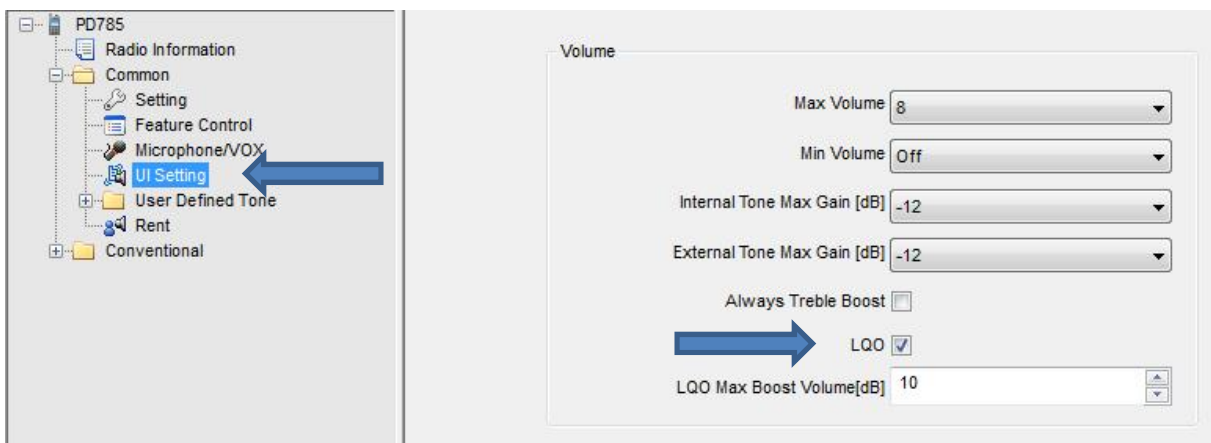 PD785
Radio Information
Common
Setting
Feature Control
Microphone/VOX
UI Setting
User Defined Tone
Rent
Conventional
Volume
Max Volume 8
Min Volume Off
Internal Tone Max Gain [dB] -12
External Tone Max Gain [dB] -12
Always Treble Boost
LQO
LQO Max Boost Volume[dB] 10